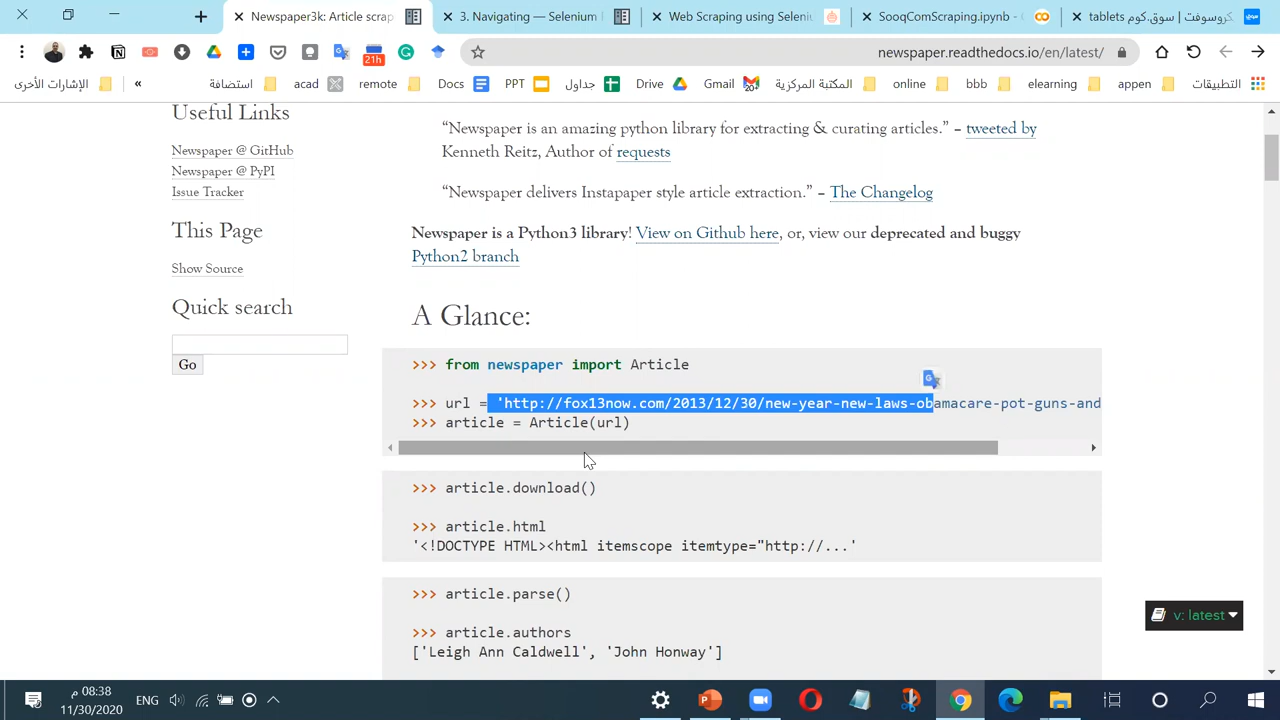 Newspaper3k: Article scrap
3. Navigating — Selenium
Web Scraping using Seleni
SooqComScraping.ipynb -
tablets سوق.كوم | يكروسوفت
21h
newspaper.readthedocs.io/en/latest/
الإشارات الأخرى
«
استضافة
acad
remote
Docs
PPT
جداول
Drive
Gmail
20+
المكتبة المركزية
online
bbb
elearning
appen
التطبيقات
Useful Links
Newspaper @ GitHub
Newspaper @ PyPI
Issue Tracker
This Page
Show Source
Quick search
Go
“Newspaper is an amazing python library for extracting & curating articles.” – tweeted by
Kenneth Reitz, Author of requests
“Newspaper delivers Instapaper style article extraction.” – The Changelog
Newspaper is a Python3 library! View on Github here, or, view our deprecated and buggy
Python2 branch
A Glance:
>>> from newspaper import Article
>>> url = 'http://fox13now.com/2013/12/30/new-year-new-laws-obamacare-pot-guns-and
>>> article = Article(url)
>>> article.download()
>>> article.html
'<!DOCTYPE HTML><html itemscope itemtype="http://...'
>>> article.parse()
>>> article.authors
['Leigh Ann Caldwell', 'John Honway']
v: latest
08:38 م
11/30/2020
ENG